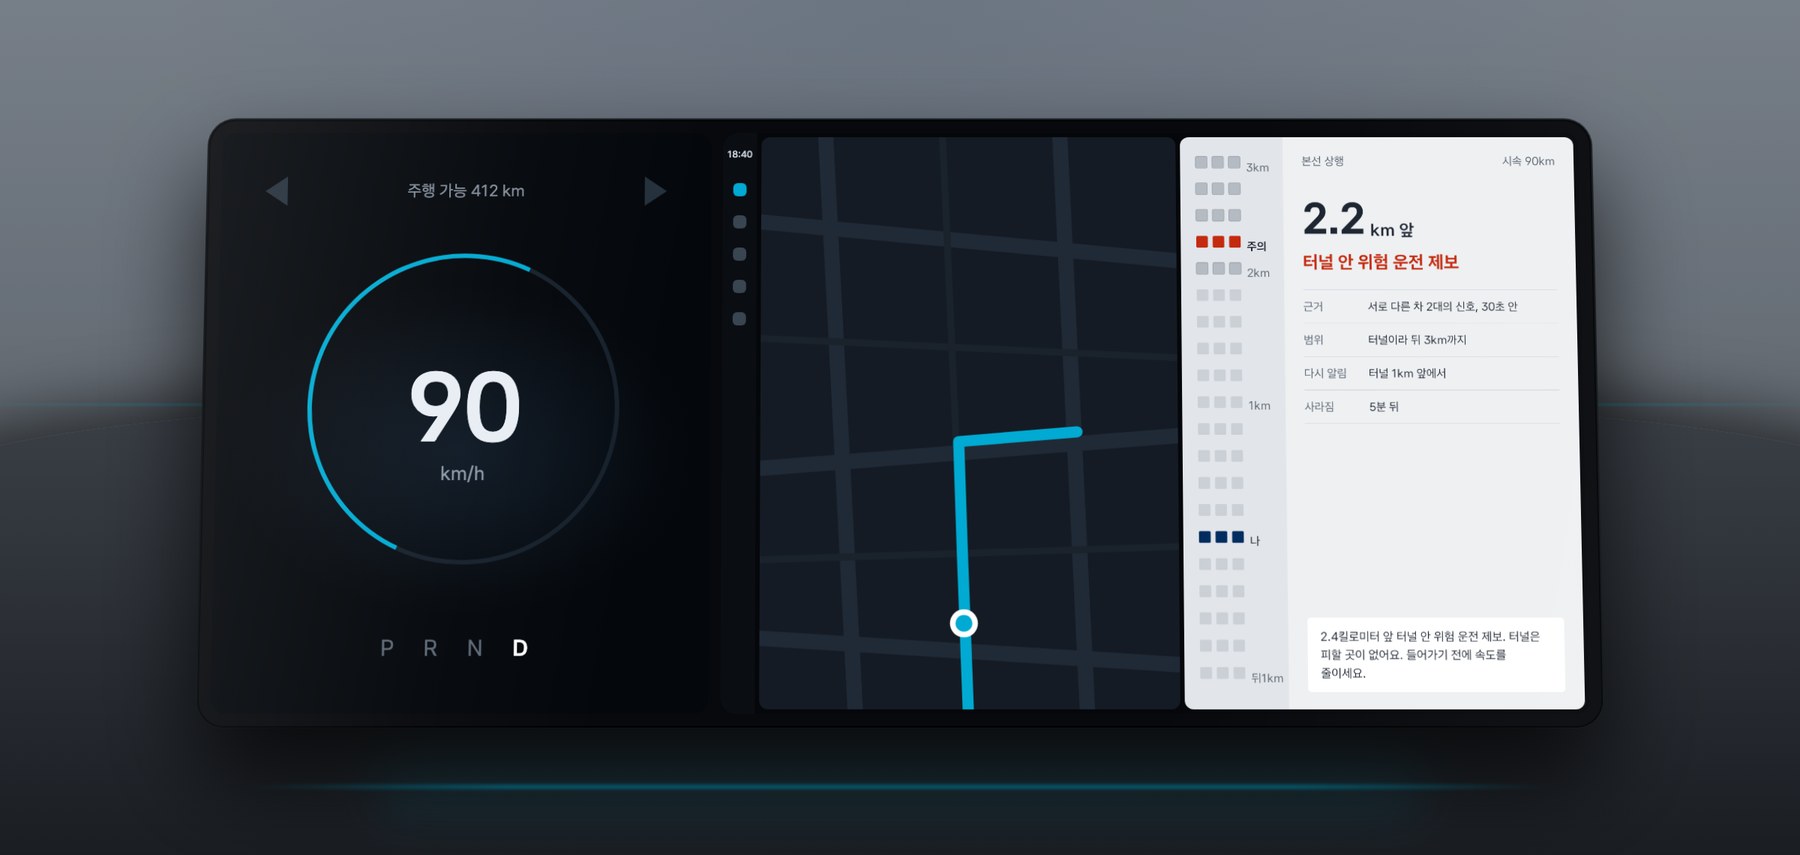 주행 가능 412 km
90
km/h
P R N D
18:40
3km
주의
2km
1km
나
뒤1km
본선 상행
시속 90km
2.2 km 앞
터널 안 위험 운전 제보
근거 서로 다른 차 2대의 신호, 30초 안
범위 터널이라 뒤 3km까지
다시 알림 터널 1km 앞에서
사라짐 5분 뒤
2.4킬로미터 앞 터널 안 위험 운전 제보. 터널은
피할 곳이 없어요. 들어가기 전에 속도를
줄이세요.